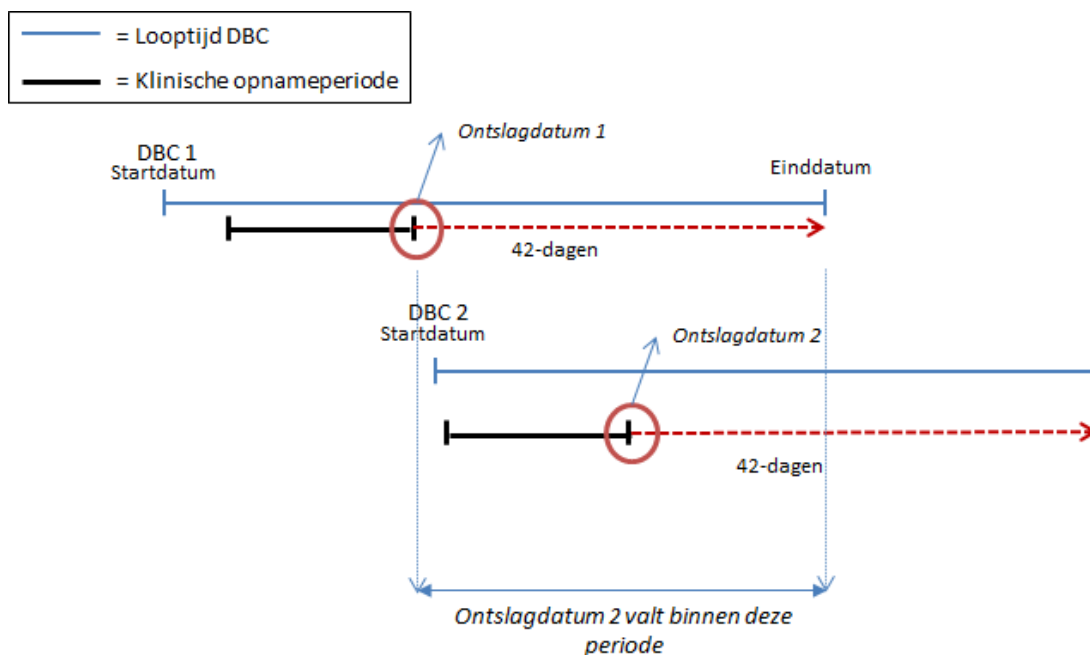 = Looptijd DBC
= Klinische opnameperiode
Ontslagdatum 1
DBC 1
Startdatum
Einddatum
42-dagen
DBC 2
Startdatum
Ontslagdatum 2
42-dagen
Ontslagdatum 2 valt binnen deze
periode